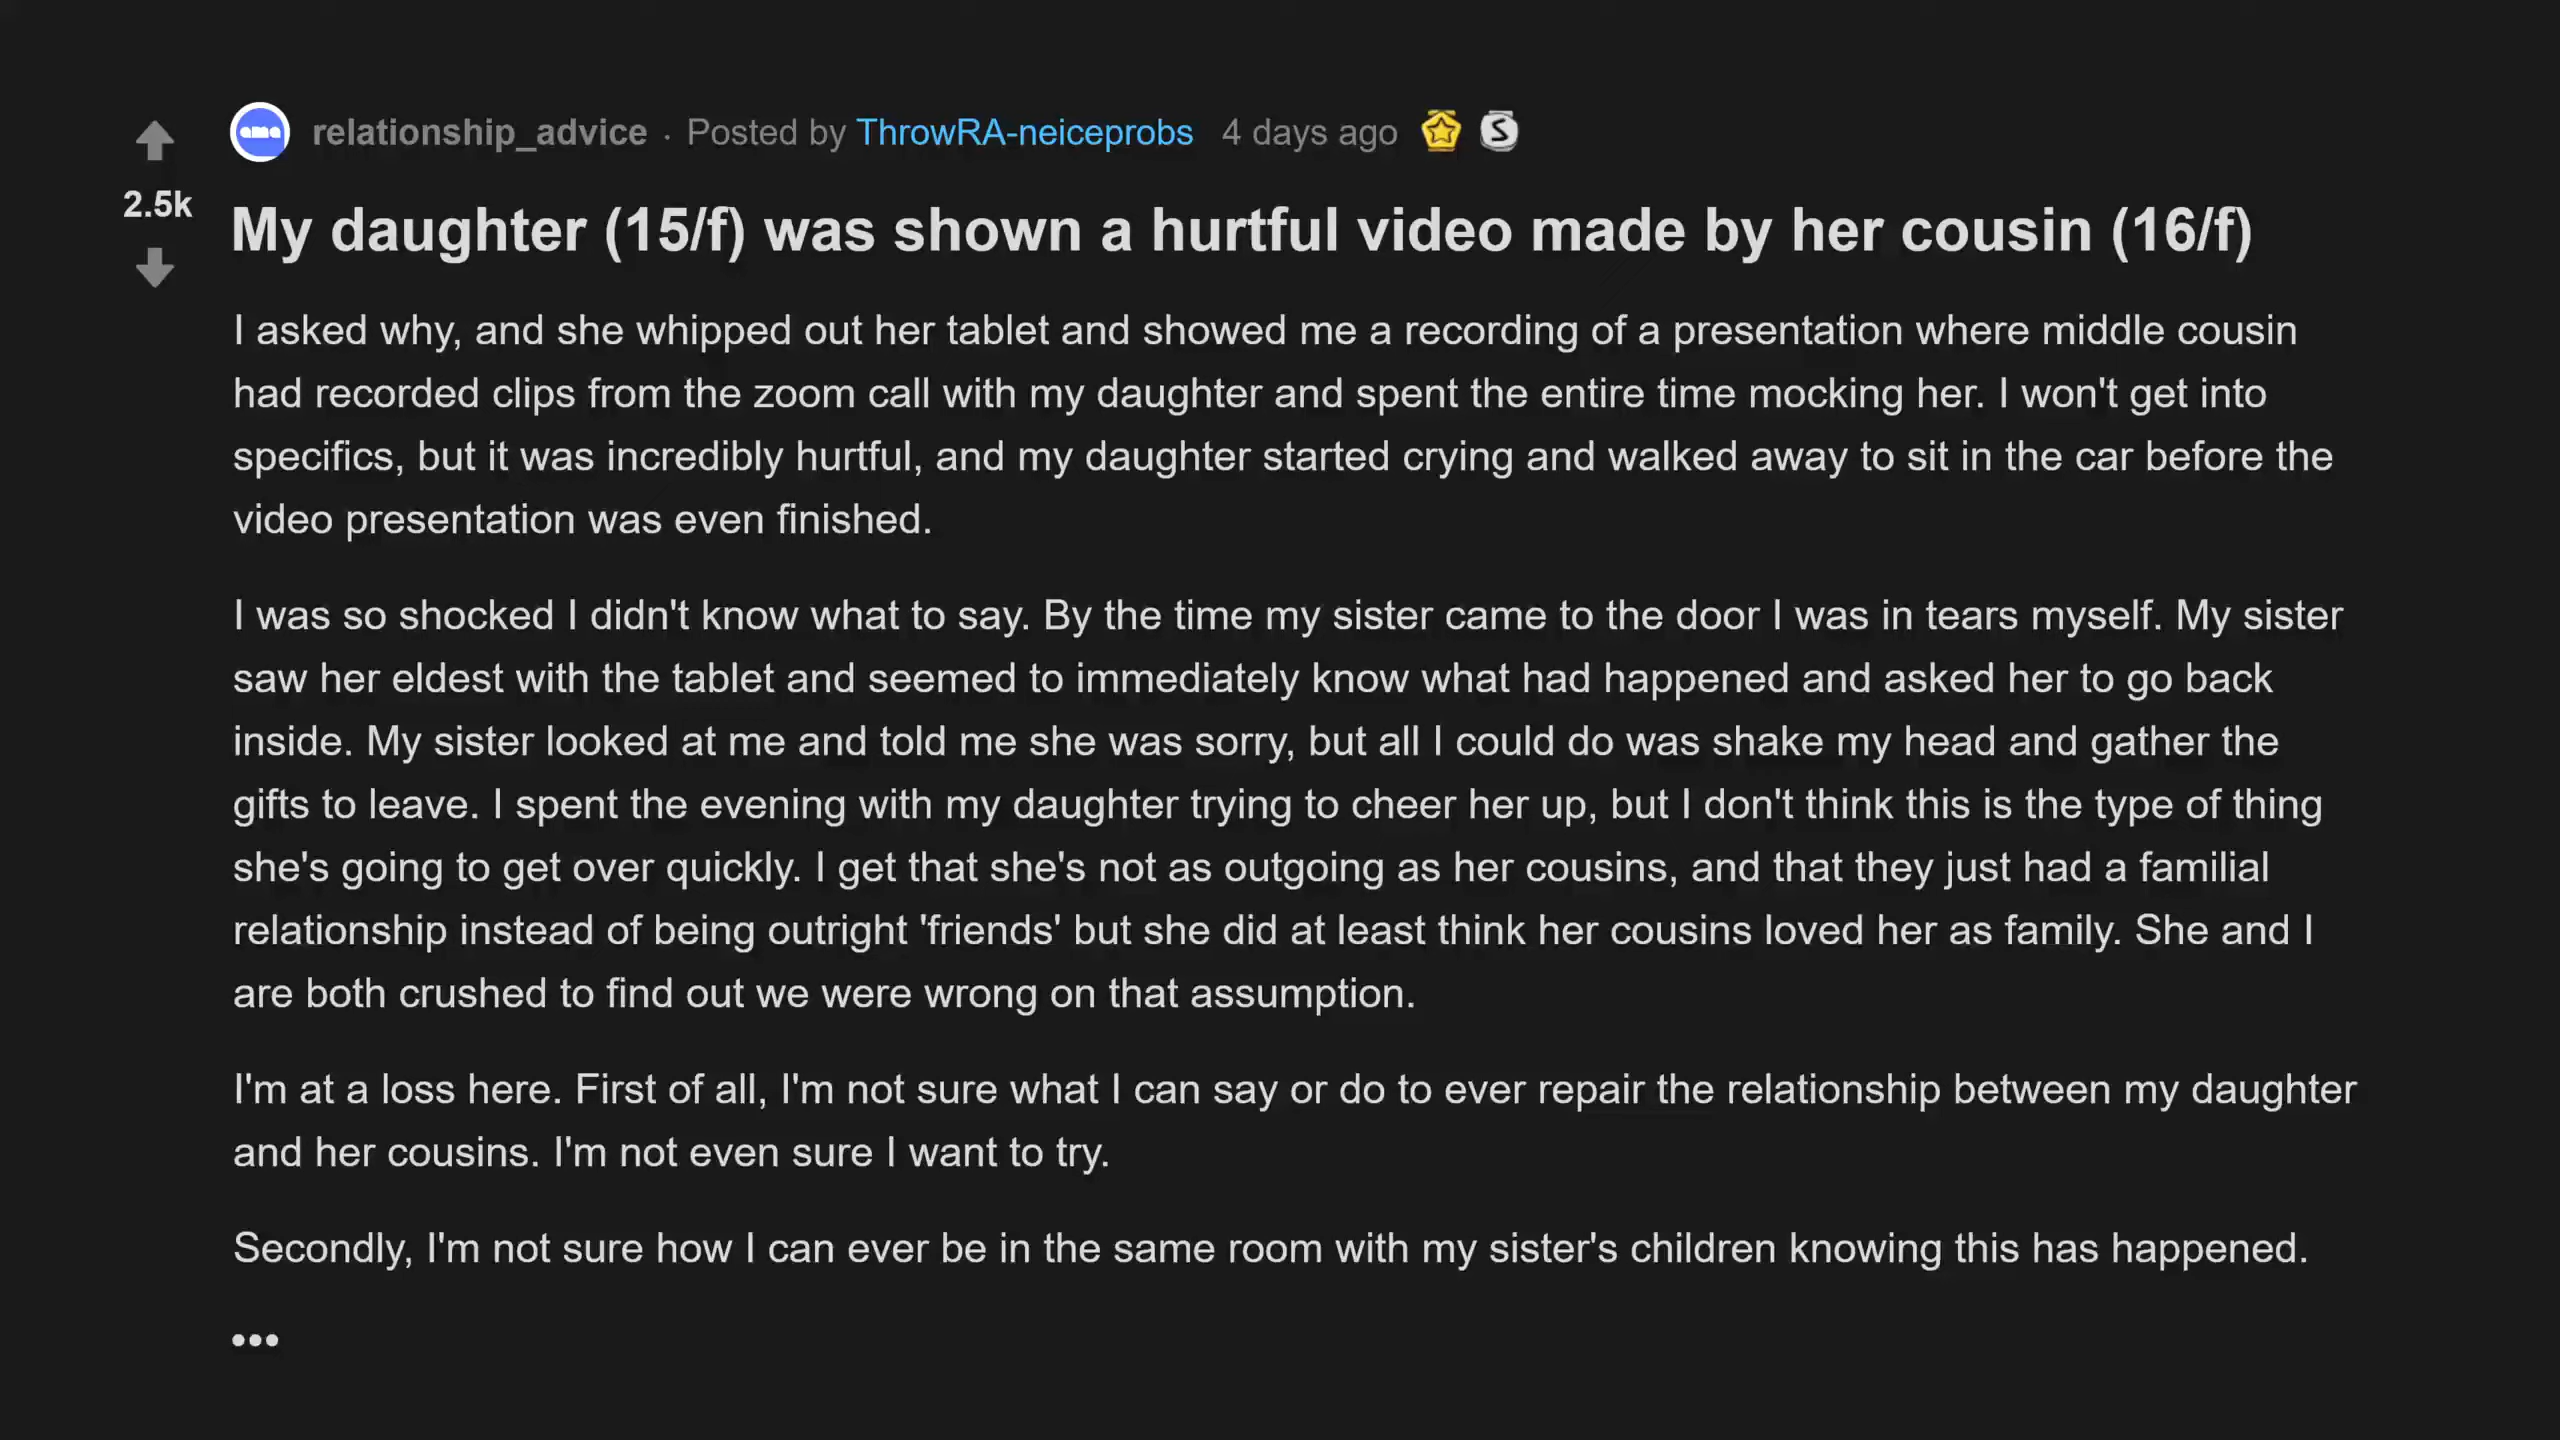 relationship_advice · Posted by ThrowRA-neiceprobs 4 days ago
2.5k
My daughter (15/f) was shown a hurtful video made by her cousin (16/f)
I asked why, and she whipped out her tablet and showed me a recording of a presentation where middle cousin
had recorded clips from the zoom call with my daughter and spent the entire time mocking her. I won't get into
specifics, but it was incredibly hurtful, and my daughter started crying and walked away to sit in the car before the
video presentation was even finished.
I was so shocked I didn't know what to say. By the time my sister came to the door I was in tears myself. My sister
saw her eldest with the tablet and seemed to immediately know what had happened and asked her to go back
inside. My sister looked at me and told me she was sorry, but all I could do was shake my head and gather the
gifts to leave. I spent the evening with my daughter trying to cheer her up, but I don't think this is the type of thing
she's going to get over quickly. I get that she's not as outgoing as her cousins, and that they just had a familial
relationship instead of being outright 'friends' but she did at least think her cousins loved her as family. She and I
are both crushed to find out we were wrong on that assumption.
I'm at a loss here. First of all, I'm not sure what I can say or do to ever repair the relationship between my daughter
and her cousins. I'm not even sure I want to try.
Secondly, I'm not sure how I can ever be in the same room with my sister's children knowing this has happened.
•••